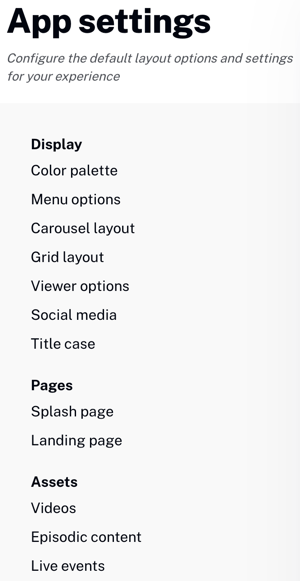 App settings
Configure the default layout options and settings
for your experience
Display
Color palette
Menu options
Carousel layout
Grid layout
Viewer options
Social media
Title case
Pages
Splash page
Landing page
Assets
Videos
Episodic content
Live events